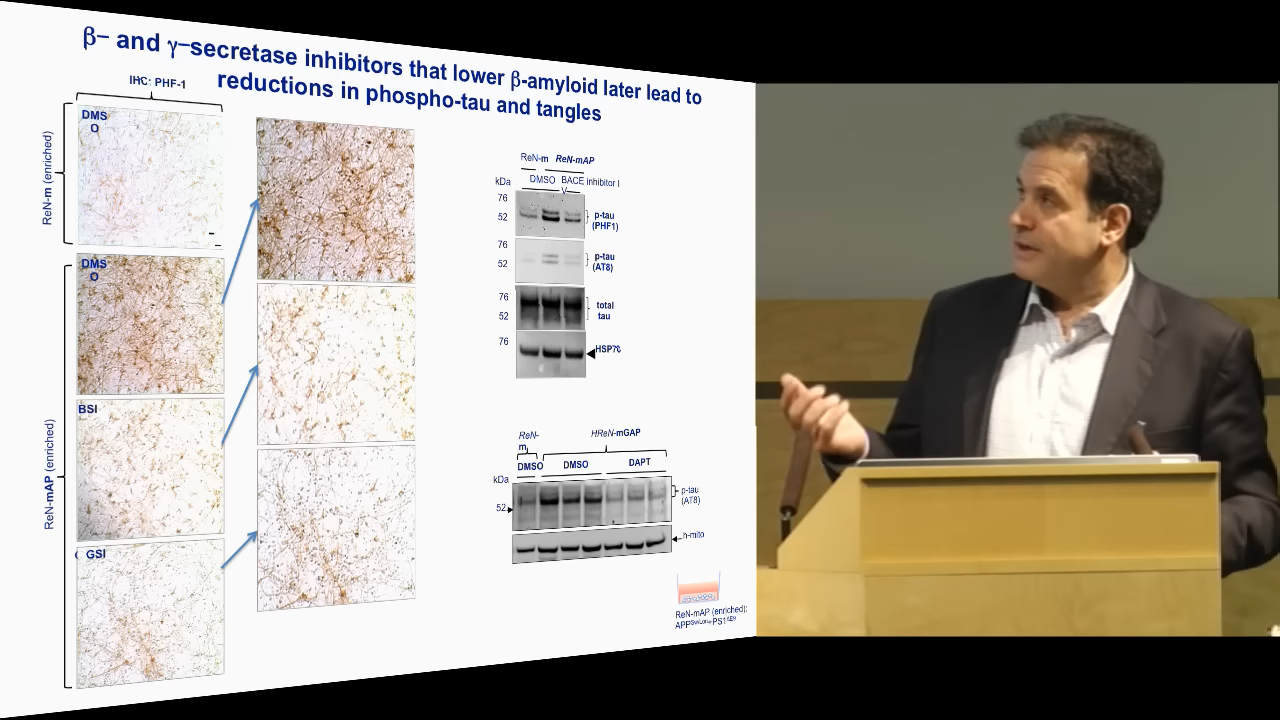 β− and γ−secretase inhibitors that lower β-amyloid later lead to
reductions in phospho-tau and tangles
IHC: PHF-1
ReN-m (enriched)
DMS
O
ReN-mAP (enriched)
DMS
O
BSI
GSI
ReN-m ReN-mAP
kDa DMSO BACE inhibitor I
V
76
52
p-tau
(PHF1)
76
52
p-tau
(AT8)
76
52
total
tau
76
ReN-
m
HReN-mGAP
DMSO DMSO DAPT
kDa
52
p-tau
(AT8)
h-mito
ReN-mAP (enriched):